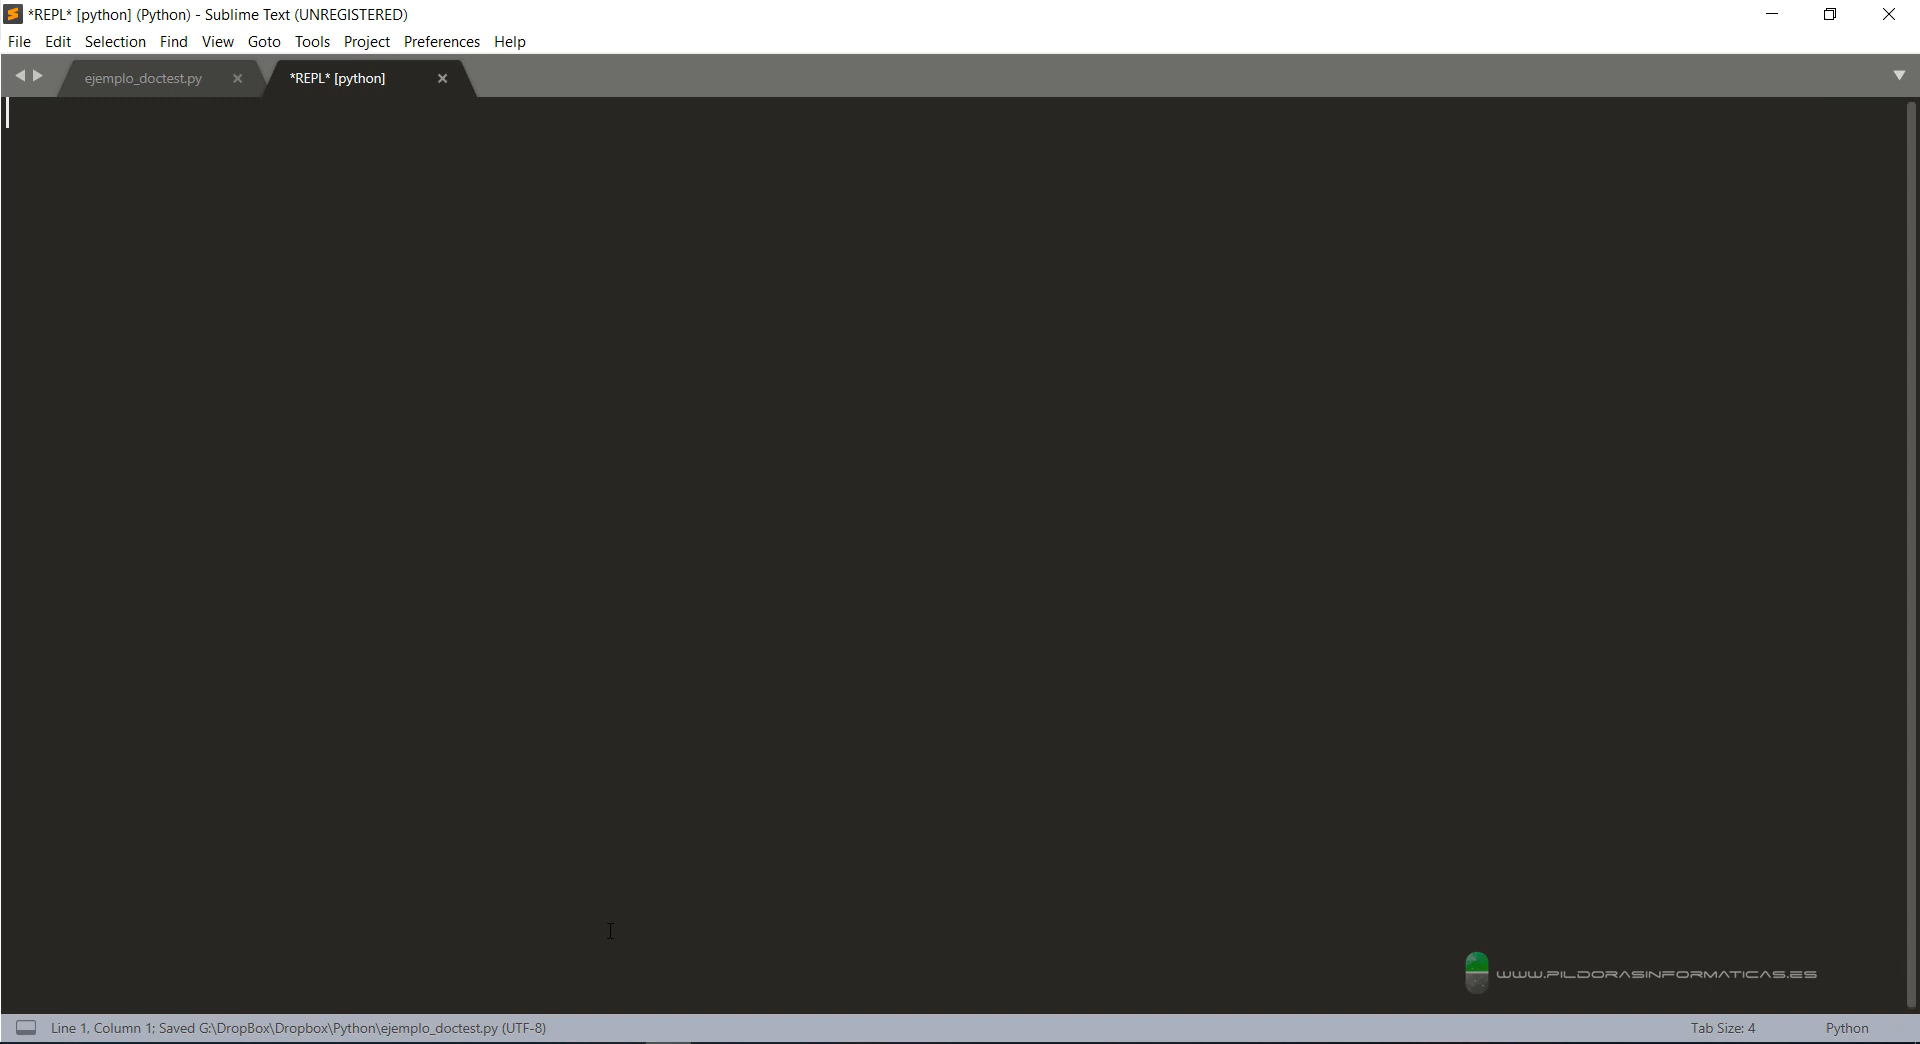 *REPL* [python] (Python) - Sublime Text (UNREGISTERED)
File Edit Selection Find View Goto Tools Project Preferences Help
ejemplo_doctest.py *REPL* [python]
WWW.PILDORASINFORMATICAS.ES
Line 1, Column 1; Saved G:\DropBox\Dropbox\Python\ejemplo_doctest.py (UTF-8) Tab Size: 4 Python